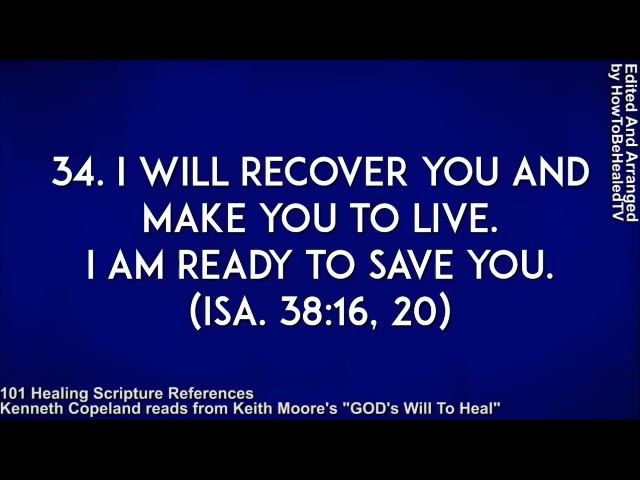 34. I WILL RECOVER YOU AND
MAKE YOU TO LIVE.
I AM READY TO SAVE YOU.
(ISA. 38:16, 20)
Edited And Arranged
by HowToBeHealedTV
101 Healing Scripture References
Kenneth Copeland reads from Keith Moore's "GOD's Will To Heal"